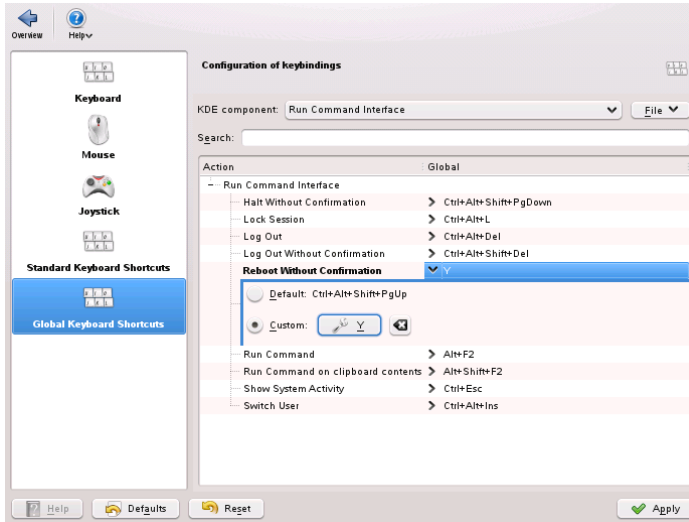 Overview
Help
Keyboard
Mouse
Joystick
Standard Keyboard Shortcuts
Global Keyboard Shortcuts
Configuration of keybindings
KDE component: Run Command Interface File
Search:
Action Global
Run Command Interface
Halt Without Confirmation Ctrl+Alt+Shift+PgDown
Lock Session Ctrl+Alt+L
Log Out Ctrl+Alt+Del
Log Out Without Confirmation Ctrl+Alt+Shift+Del
Reboot Without Confirmation Y
Default: Ctrl+Alt+Shift+PgUp
Custom: Y
Run Command Alt+F2
Run Command on clipboard contents Alt+Shift+F2
Show System Activity Ctrl+Esc
Switch User Ctrl+Alt+Ins
Help Defaults Reset Apply